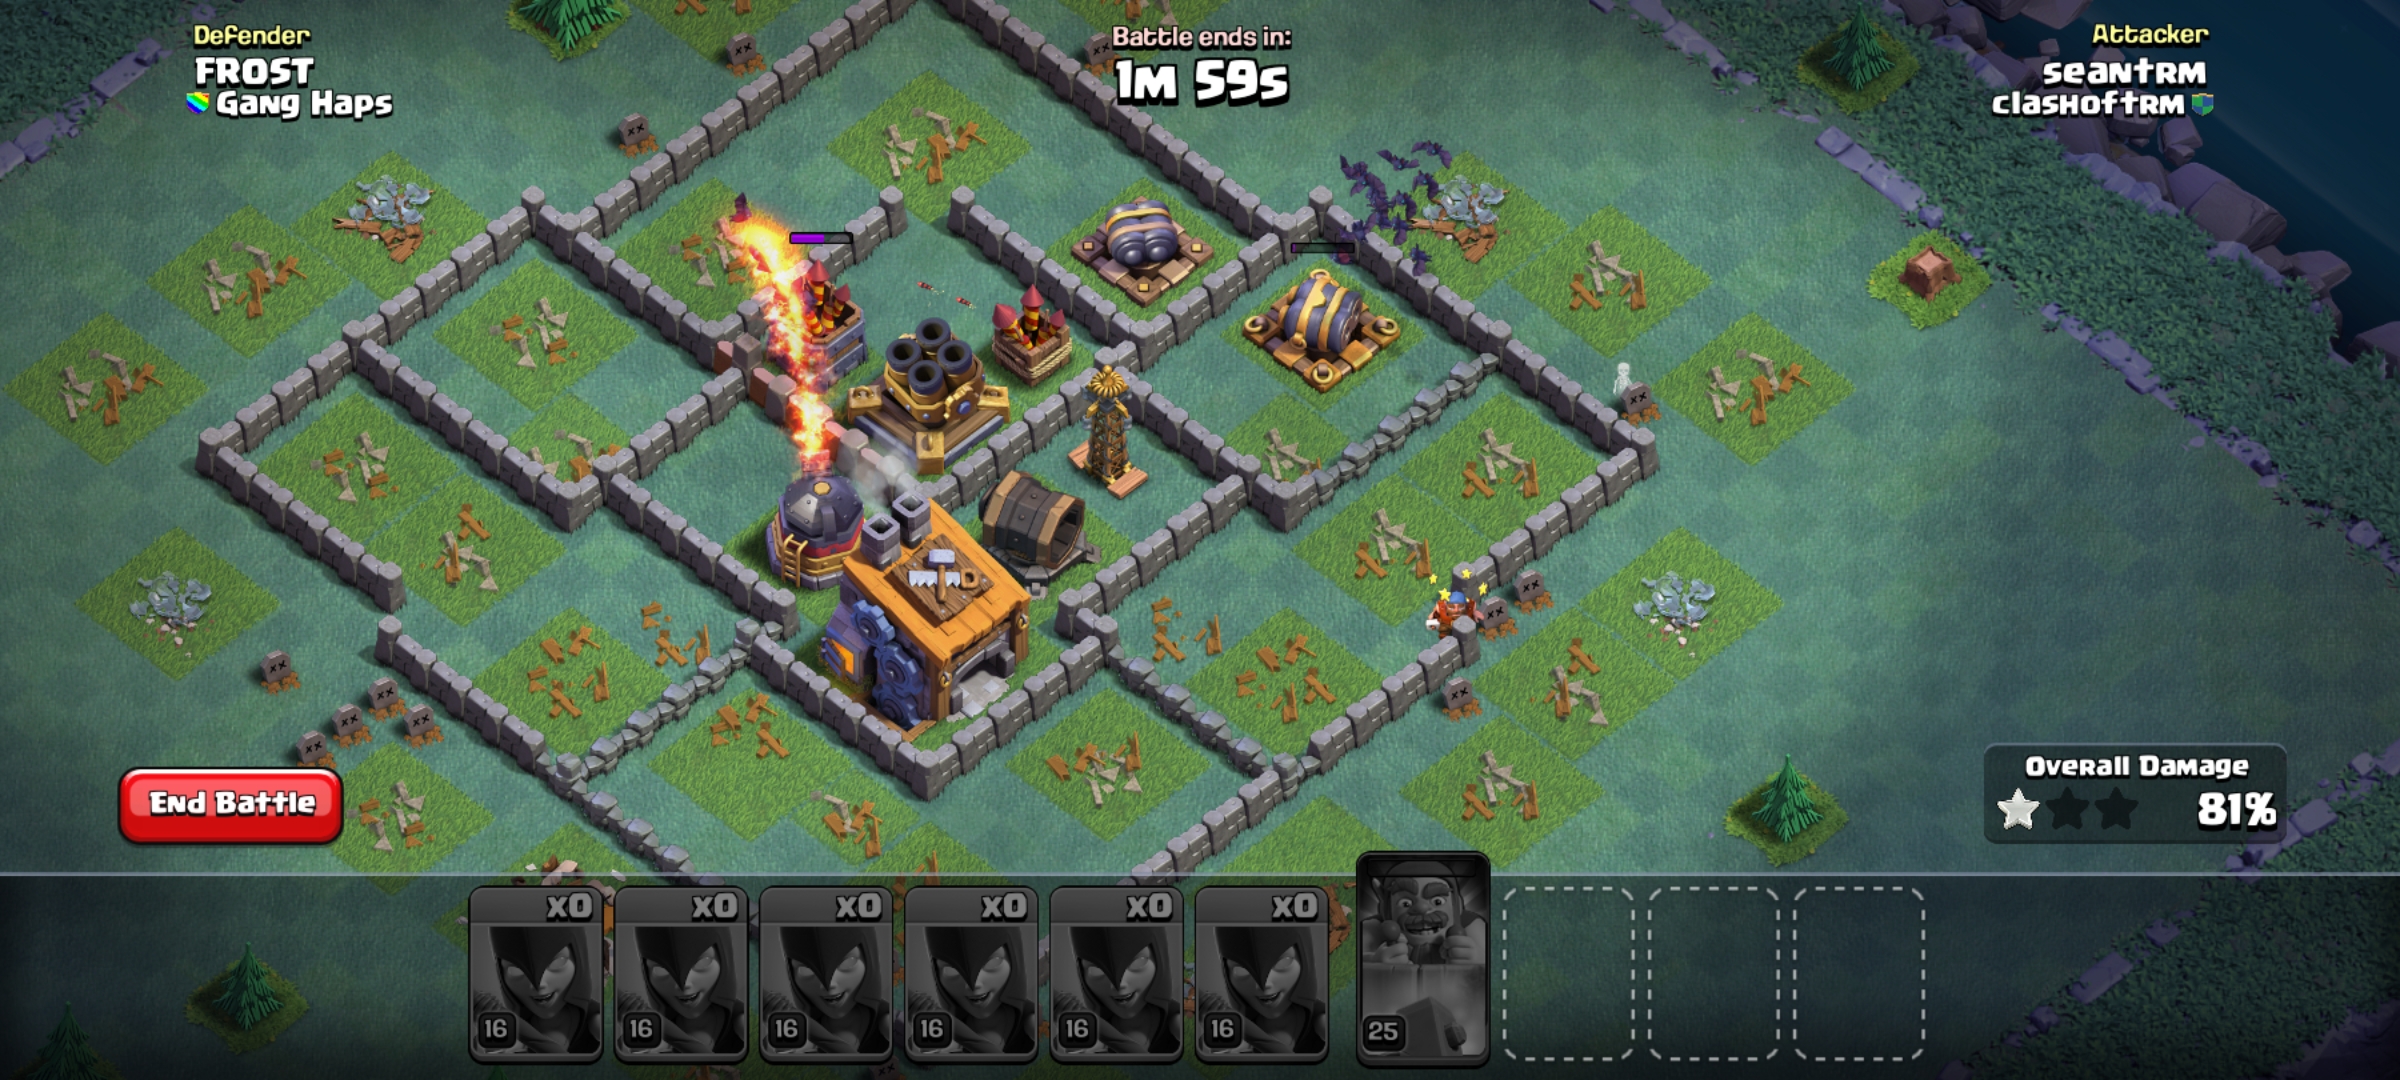 Defender
FROST
Gang Haps
Battle ends in:
1M 59s
Attacker
seantRM
clashoftRM
End Battle
Overall Damage
81%
x0 x0 x0 x0 x0 x0
16 16 16 16 16 16 25